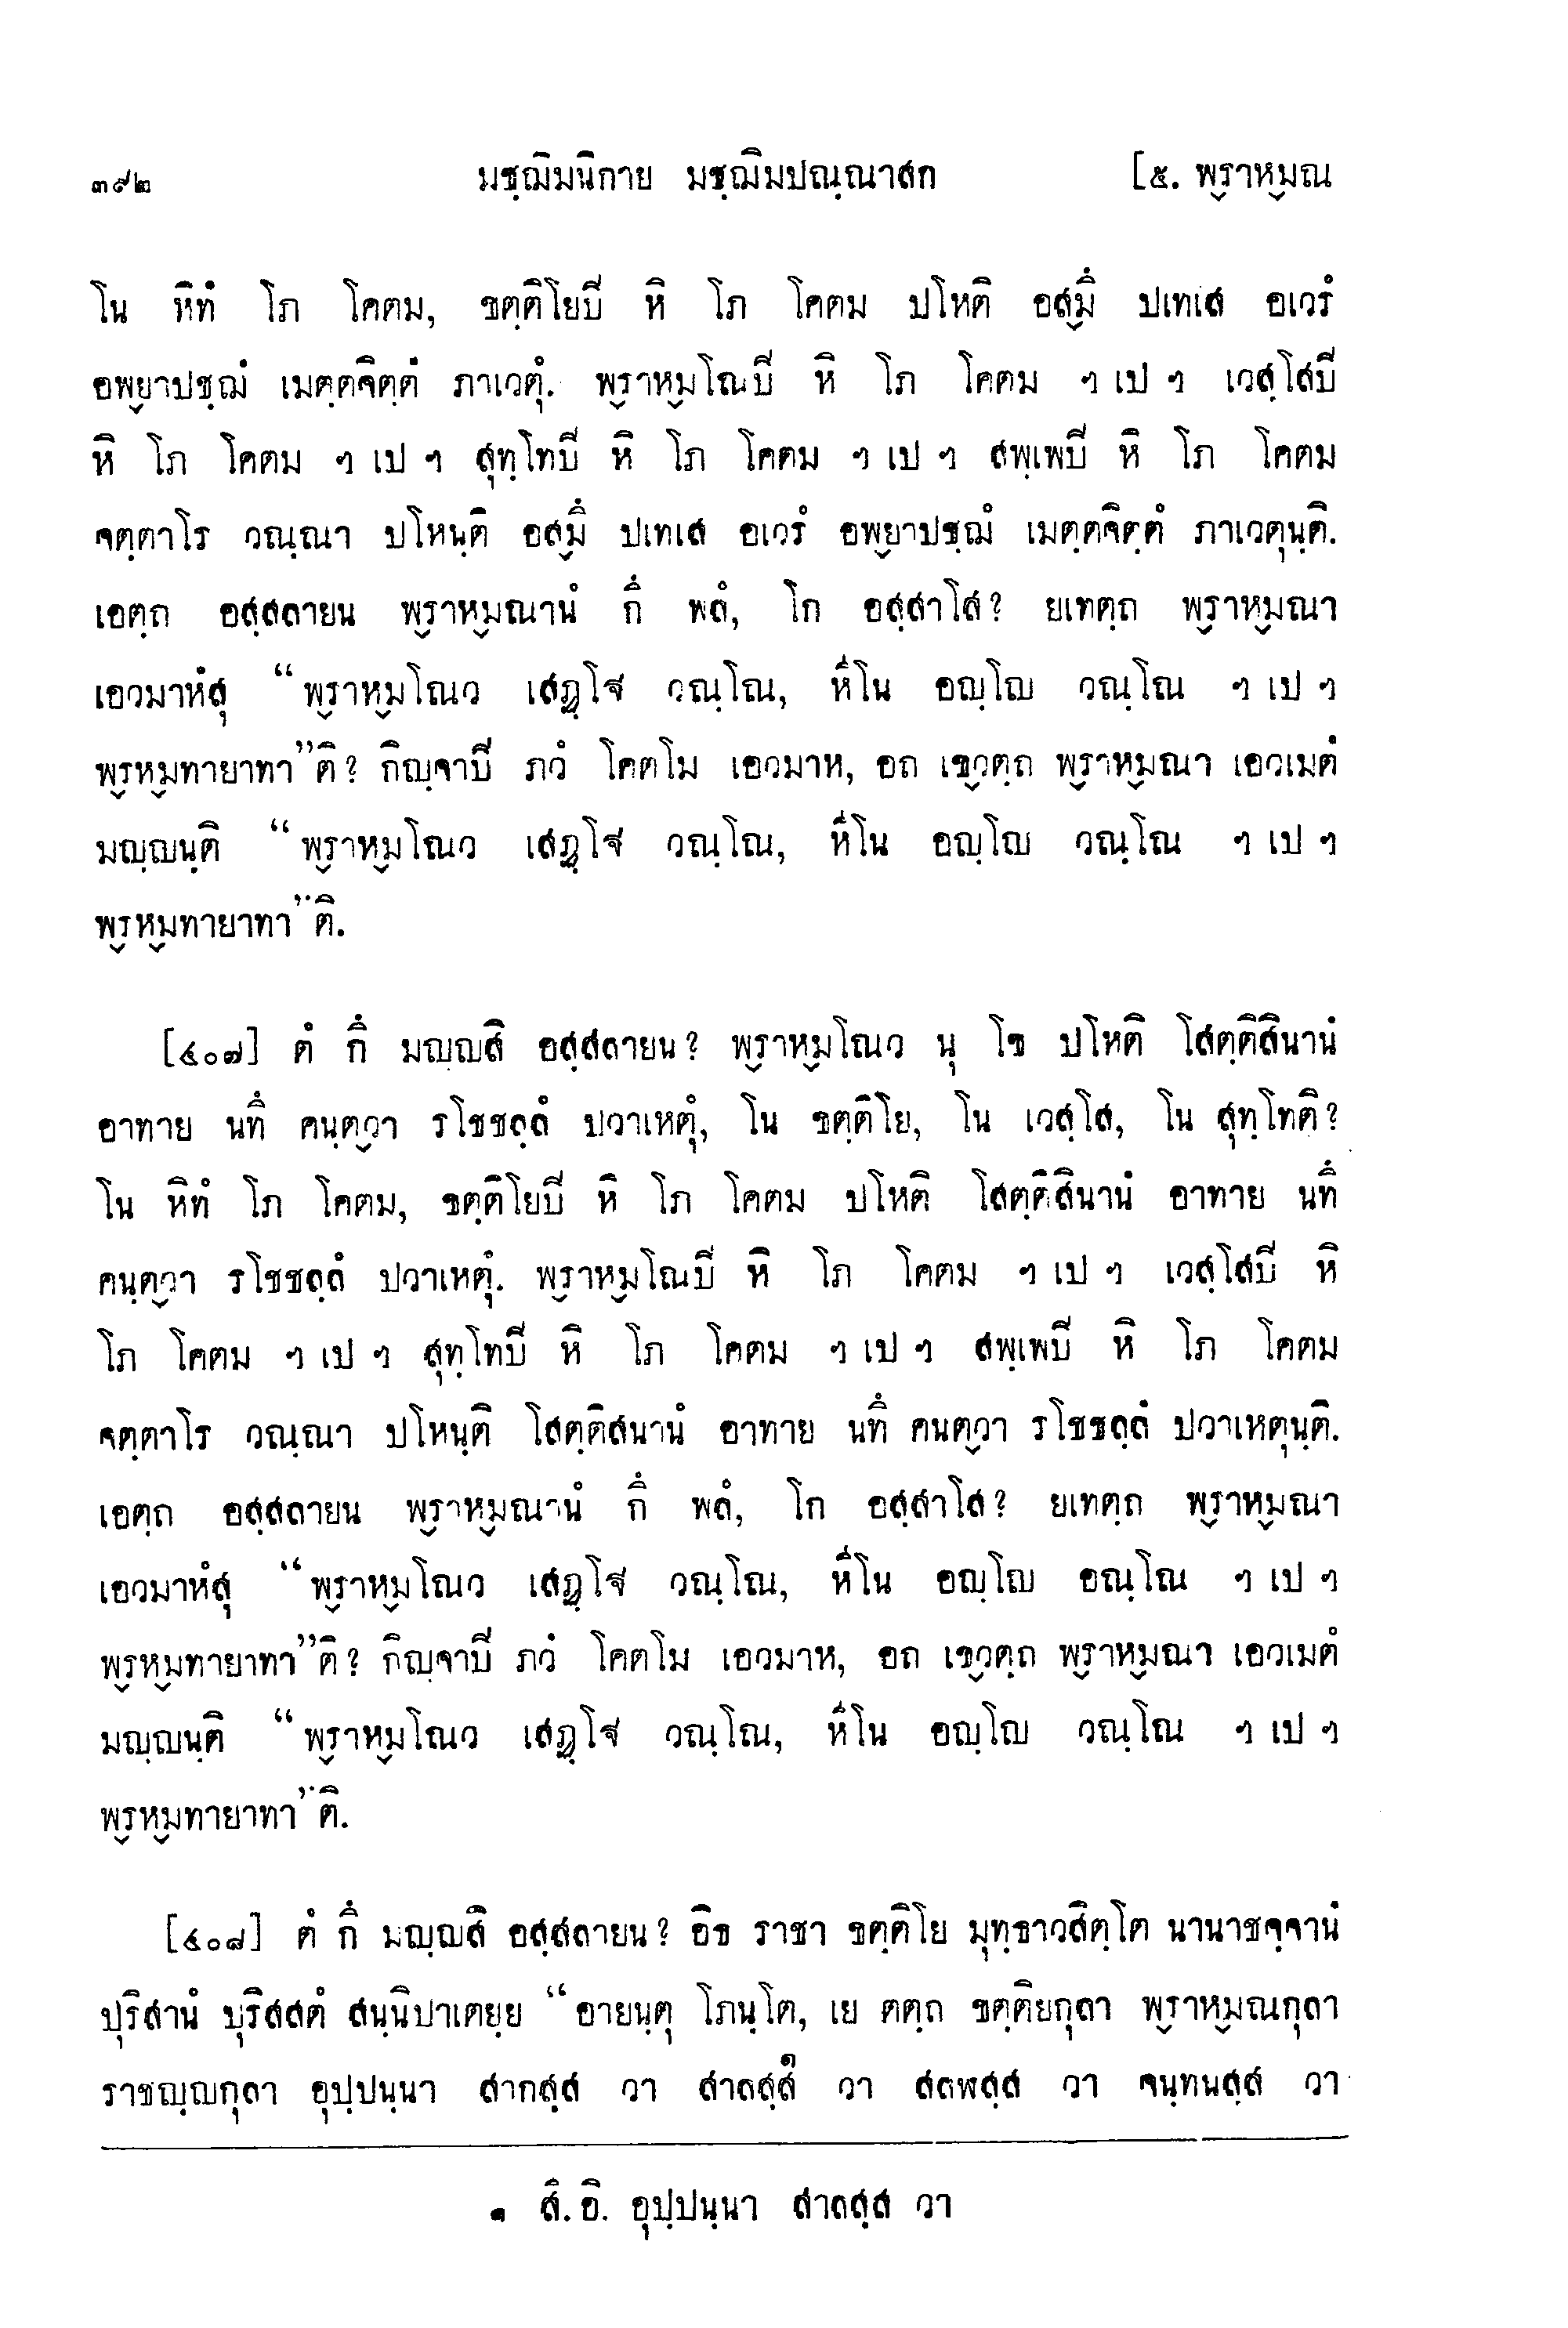 ๓๙๒ มชฺฌิมนิกาย มชฺฌิมปณฺณาสก [๕. พฺราหฺมณ
โน หิทํ โภ โคตม, ขตฺติโยปิ หิ โภ โคตม ปโหติ อสฺมึ ปเทเส อเวรํ
อพฺยาปชฺฌํ เมตฺตจิตฺตํ ภาเวตุํ. พฺราหฺมโณปิ หิ โภ โคตม ฯ เป ฯ เวสฺโสปิ
หิ โภ โคตม ฯ เป ฯ สุทฺโทปิ หิ โภ โคตม ฯ เป ฯ สพฺเพปิ หิ โภ โคตม
จตฺตาโร วณฺณา ปโหนฺติ อสฺมึ ปเทเส อเวรํ อพฺยาปชฺฌํ เมตฺตจิตฺตํ ภาเวตุนฺติ.
เอตฺถ อสฺสลายน พฺราหฺมณานํ กึ พลํ, โก อสฺสาโส? ยเทตฺถ พฺราหฺมณา
เอวมาหํสุ “พฺราหฺมโณว เสฏฺโฐ วณฺโณ, หีโน อญฺโญ วณฺโณ ฯ เป ฯ
พฺรหฺมทายาทา”ติ? กิญฺจาปิ ภวํ โคตโม เอวมาห, อถ เขฺวตฺถ พฺราหฺมณา เอวเมตํ
มญฺญนฺติ “พฺราหฺมโณว เสฏฺโฐ วณฺโณ, หีโน อญฺโญ วณฺโณ ฯ เป ฯ
พฺรหฺมทายาทา”ติ.
[๔๐๗] ตํ กึ มญฺญสิ อสฺสลายน? พฺราหฺมโณว นุ โข ปโหติ โสตฺติสินานํ
อาทาย นทึ คนฺตฺวา รโชชลฺลํ ปวาเหตุํ, โน ขตฺติโย, โน เวสฺโส, โน สุทฺโทติ?
โน หิทํ โภ โคตม, ขตฺติโยปิ หิ โภ โคตม ปโหติ โสตฺติสินานํ อาทาย นทึ
คนฺตฺวา รโชชลฺลํ ปวาเหตุํ. พฺราหฺมโณปิ หิ โภ โคตม ฯ เป ฯ เวสฺโสปิ หิ
โภ โคตม ฯ เป ฯ สุทฺโทปิ หิ โภ โคตม ฯ เป ฯ สพฺเพปิ หิ โภ โคตม
จตฺตาโร วณฺณา ปโหนฺติ โสตฺติสนานํ อาทาย นทึ คนตฺวา รโชชลฺลํ ปวาเหตุนฺติ.
เอตฺถ อสฺสลายน พฺราหฺมณานํ กึ พลํ, โก อสฺสาโส? ยเทตฺถ พฺราหฺมณา
เอวมาหํสุ “พฺราหฺมโณว เสฏฺโฐ วณฺโณ, หีโน อญฺโญ อณฺโณ ฯ เป ฯ
พฺรหฺมทายาทา”ติ? กิญฺจาปิ ภวํ โคตโม เอวมาห, อถ เขฺวตฺถ พฺราหฺมณา เอวเมตํ
มญฺญนฺติ “พฺราหฺมโณว เสฏฺโฐ วณฺโณ, หีโน อญฺโญ วณฺโณ ฯ เป ฯ
พฺรหฺมทายาทา”ติ.
[๔๐๘] ตํ กึ มญฺญสิ อสฺสลายน? อิธ ราชา ขตฺติโย มุทฺธาวสิตฺโต นานาชจฺจานํ
ปุริสานํ ปุริสสตํ สนฺนิปาเตยฺย “อายนฺตุ โภนฺโต, เย ตตฺถ ขตฺติยกุลา พฺราหฺมณกุลา
ราชญฺญกุลา อุปฺปนฺนา สากสฺส วา สาลสฺส๑ วา สลฬสฺส วา จนฺทนสฺส วา
๑ สิ. อิ. อุปฺปนฺนา สาลสฺส วา